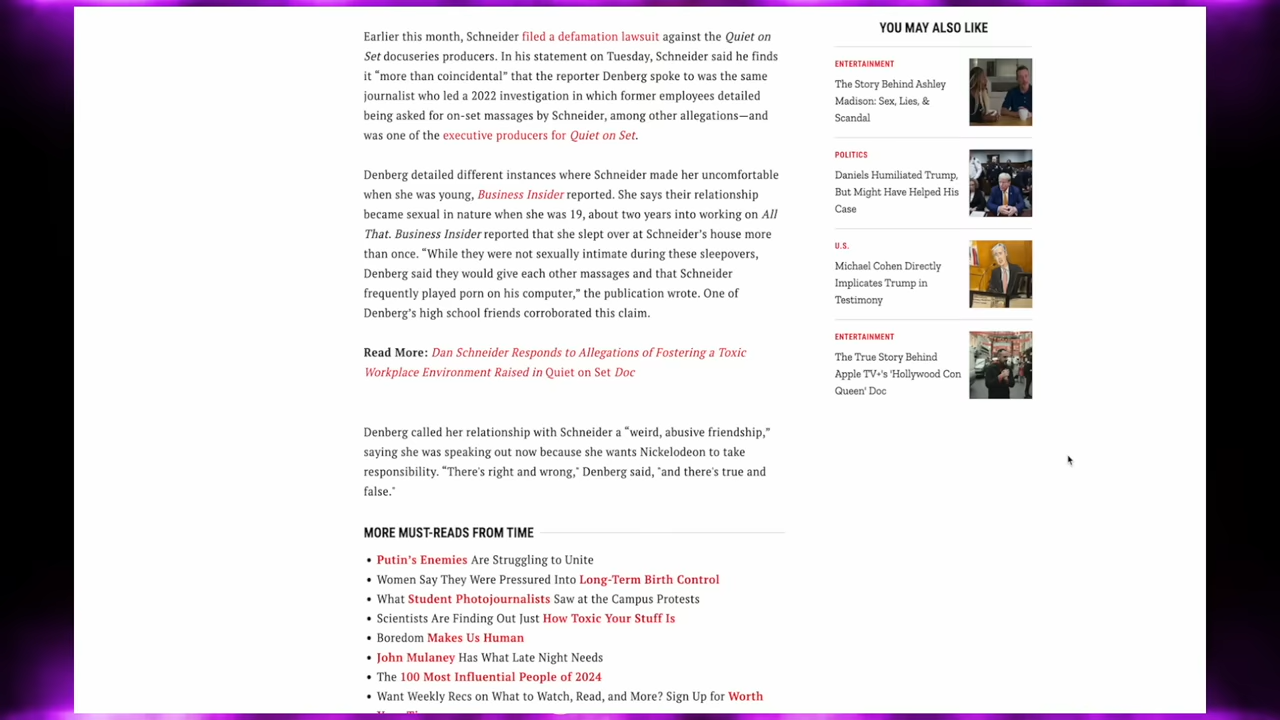 Earlier this month, Schneider filed a defamation lawsuit against the Quiet on
Set docuseries producers. In his statement on Tuesday, Schneider said he finds
it “more than coincidental” that the reporter Denberg spoke to was the same
journalist who led a 2022 investigation in which former employees detailed
being asked for on-set massages by Schneider, among other allegations—and
was one of the executive producers for Quiet on Set.
Denberg detailed different instances where Schneider made her uncomfortable
when she was young, Business Insider reported. She says their relationship
became sexual in nature when she was 19, about two years into working on All
That. Business Insider reported that she slept over at Schneider’s house more
than once. “While they were not sexually intimate during these sleepovers,
Denberg said they would give each other massages and that Schneider
frequently played porn on his computer,” the publication wrote. One of
Denberg’s high school friends corroborated this claim.
Read More: Dan Schneider Responds to Allegations of Fostering a Toxic
Workplace Environment Raised in Quiet on Set Doc
Denberg called her relationship with Schneider a “weird, abusive friendship,”
saying she was speaking out now because she wants Nickelodeon to take
responsibility. “There's right and wrong," Denberg said, "and there's true and
false."
MORE MUST-READS FROM TIME
• Putin’s Enemies Are Struggling to Unite
• Women Say They Were Pressured Into Long-Term Birth Control
• What Student Photojournalists Saw at the Campus Protests
• Scientists Are Finding Out Just How Toxic Your Stuff Is
• Boredom Makes Us Human
• John Mulaney Has What Late Night Needs
• The 100 Most Influential People of 2024
• Want Weekly Recs on What to Watch, Read, and More? Sign Up for Worth
YOU MAY ALSO LIKE
ENTERTAINMENT
The Story Behind Ashley
Madison: Sex, Lies, &
Scandal
POLITICS
Daniels Humiliated Trump,
But Might Have Helped His
Case
U.S.
Michael Cohen Directly
Implicates Trump in
Testimony
ENTERTAINMENT
The True Story Behind
Apple TV+'s 'Hollywood Con
Queen' Doc